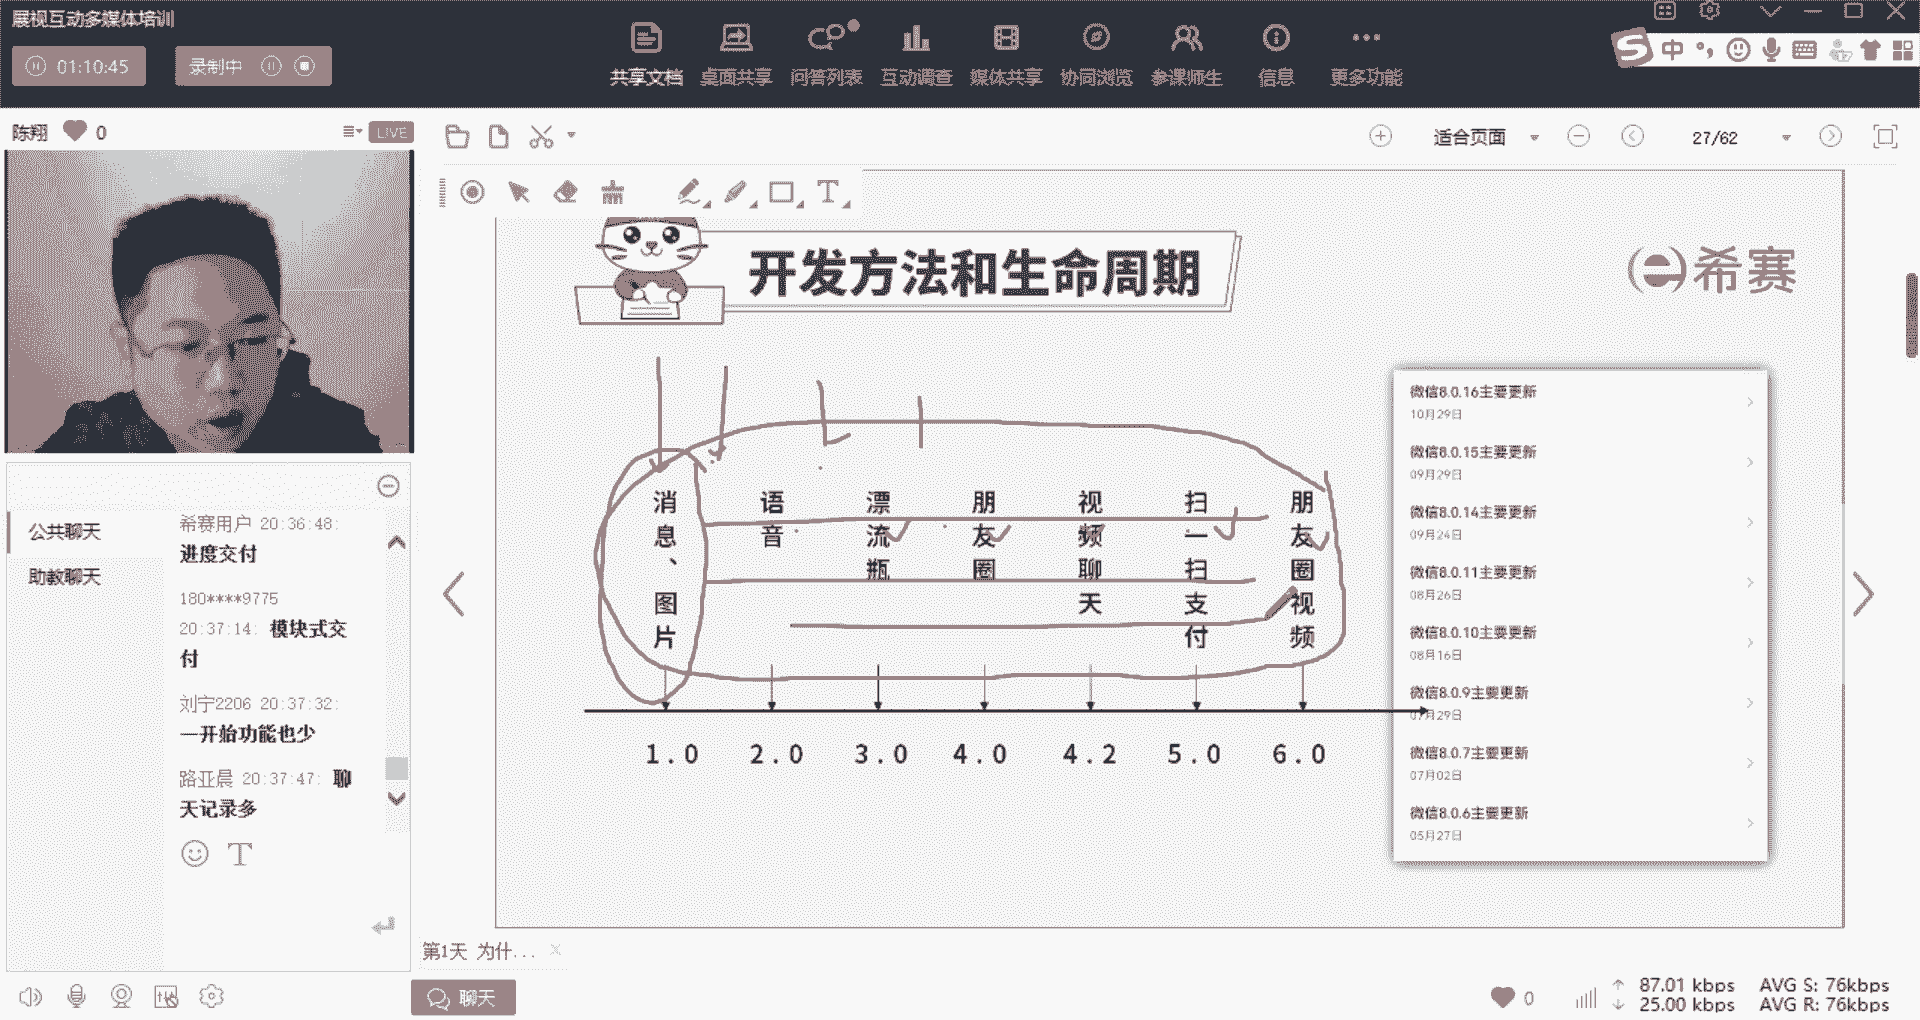 展视互动多媒体培训
01:10:45
录制中
共享文档 桌面共享 问答列表 互动调查 媒体共享 协同浏览 参课师生 信息 更多功能
中
陈翔 0
LIVE
适合页面
27/62
T
开发方法和生命周期
希赛
消息、图片
语音
漂流瓶
朋友圈
视频聊天
扫一扫支付
朋友圈视频
1.0 2.0 3.0 4.0 4.2 5.0 6.0
微信8.0.16主要更新
10月29日
微信8.0.15主要更新
09月29日
微信8.0.14主要更新
09月24日
微信8.0.11主要更新
08月26日
微信8.0.10主要更新
08月16日
微信8.0.9主要更新
07月29日
微信8.0.7主要更新
07月02日
微信8.0.6主要更新
05月27日
公共聊天
助教聊天
希赛用户 20:36:48:
进度交付
180****9775
20:37:14: 模块式交
付
刘宁2206 20:37:32:
一开始功能也少
路亚晨 20:37:47: 聊
天记录多
T
第1天 为什...
聊天
0
87.01 kbps AVG S: 76kbps
25.00 kbps AVG R: 76kbps